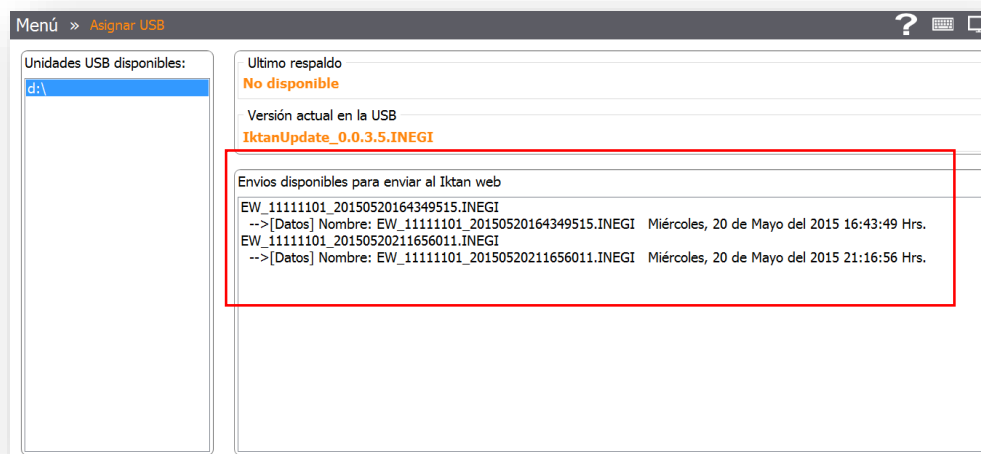 Menú » Asignar USB ?
Unidades USB disponibles:
d:\
Ultimo respaldo
No disponible
Versión actual en la USB
IktanUpdate_0.0.3.5.INEGI
Envios disponibles para enviar al Iktan web
EW_11111101_20150520164349515.INEGI
-->[Datos] Nombre: EW_11111101_20150520164349515.INEGI Miércoles, 20 de Mayo del 2015 16:43:49 Hrs.
EW_11111101_20150520211656011.INEGI
-->[Datos] Nombre: EW_11111101_20150520211656011.INEGI Miércoles, 20 de Mayo del 2015 21:16:56 Hrs.